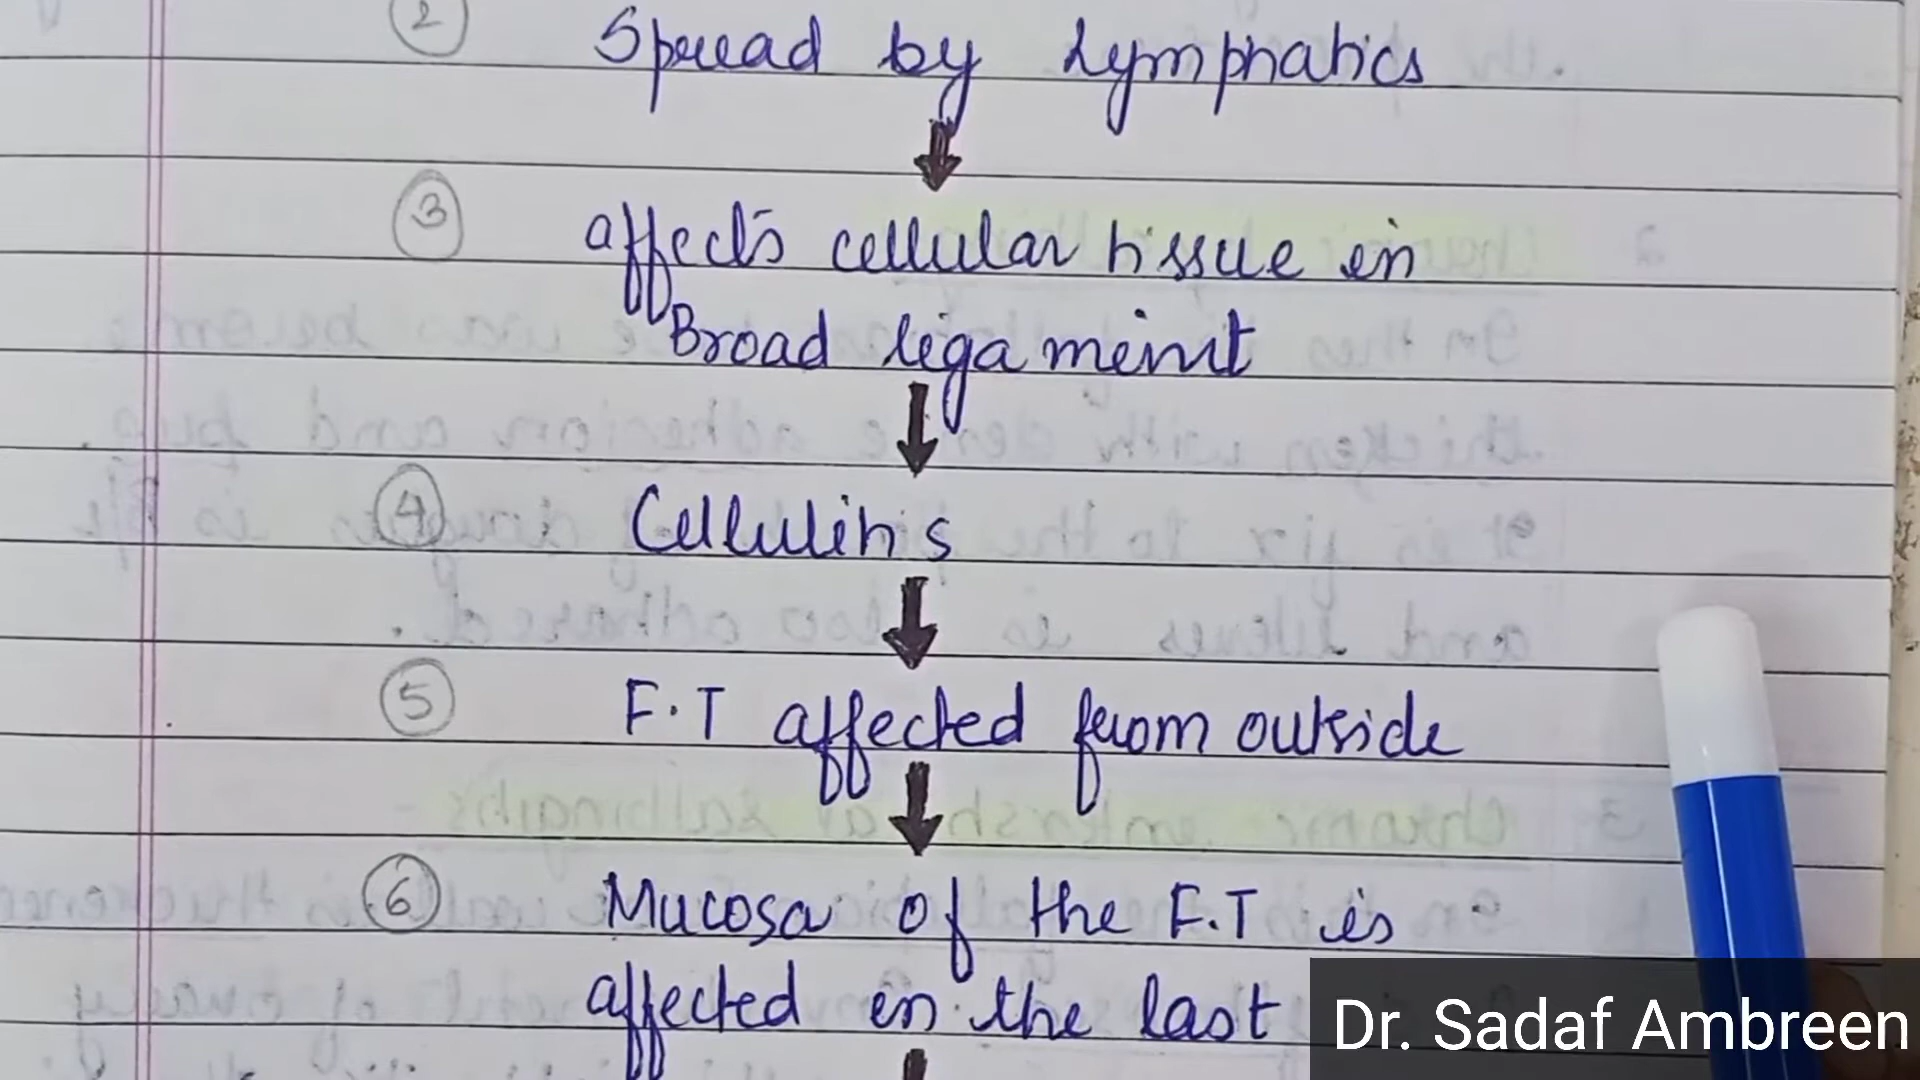 2 Spread by Lymphatics
3 affects cellular tissue in
Broad ligament
4 Cellulitis
5 F.T affected from outside
6 Mucosa of the F.T is
affected in the last
Dr. Sadaf Ambreen